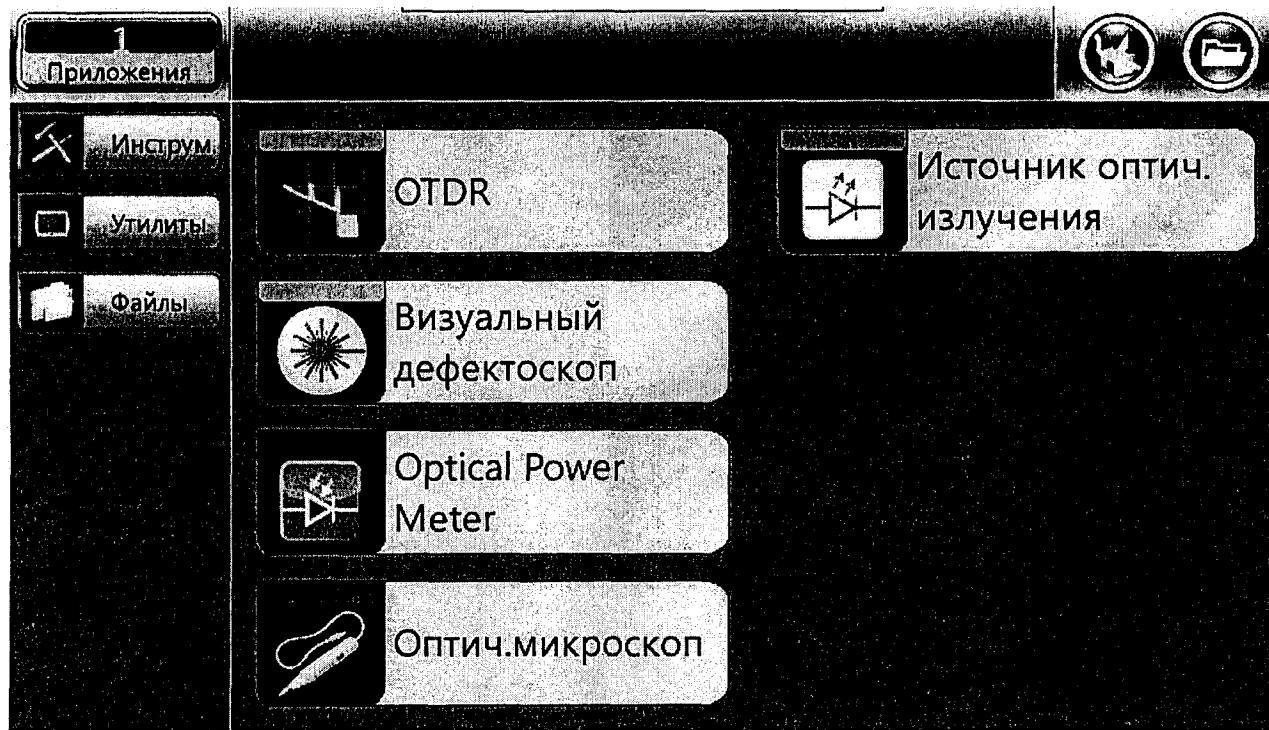 1
Приложения
Инструм.
Утилиты
Файлы
OTDR
Визуальный
дефектоскоп
Optical Power
Meter
Оптич.микроскоп
Источник оптич.
излучения